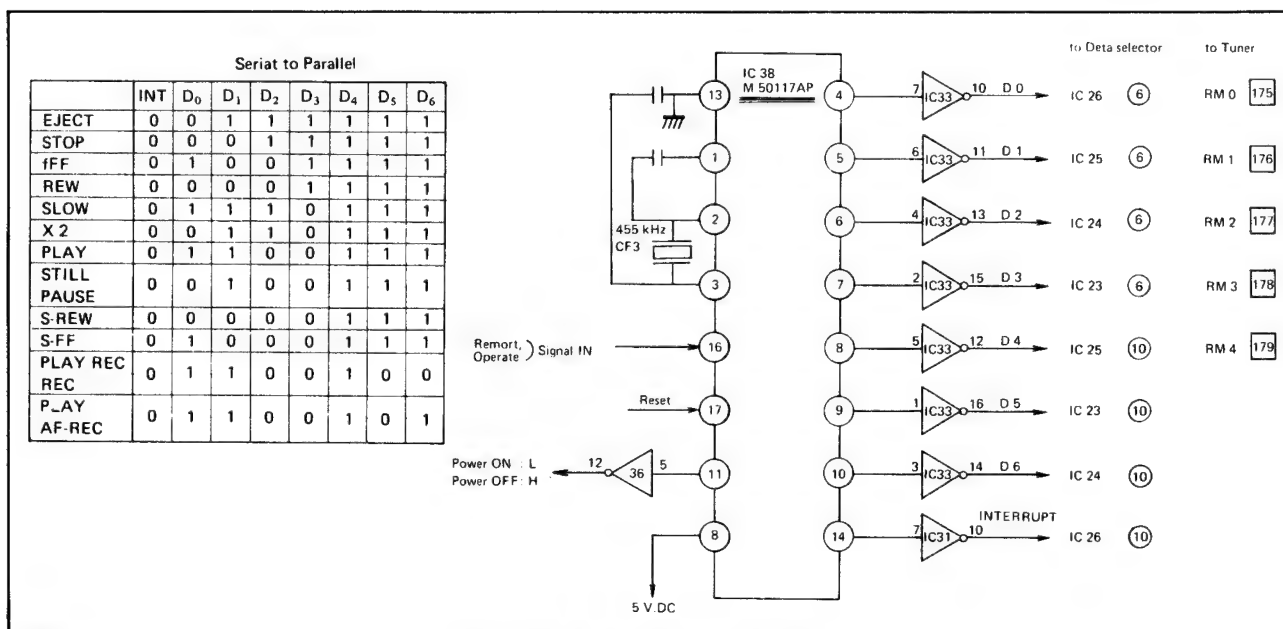 Seriat to Parallel
INT D0 D1 D2 D3 D4 D5 D6
EJECT 0 0 1 1 1 1 1 1
STOP 0 0 0 1 1 1 1 1
fFF 0 1 0 0 1 1 1 1
REW 0 0 0 0 1 1 1 1
SLOW 0 1 1 1 0 1 1 1
X 2 0 0 1 1 0 1 1 1
PLAY 0 1 1 0 0 1 1 1
STILL
PAUSE 0 0 1 0 0 1 1 1
S-REW 0 0 0 0 0 1 1 1
S-FF 0 1 0 0 0 1 1 1
PLAY REC
REC 0 1 1 0 0 1 0 0
PLAY
AF-REC 0 1 1 0 0 1 0 1
IC 38
M 50117AP
13
1
2
455 kHz
CF3
3
Remort,
Operate ) Signal IN
16
Reset
17
Power ON : L
Power OFF : H
12 36 5
11
8
5 V.DC
to Deta selector to Tuner
4 7 IC33 10 D 0 IC 26 6 RM 0 175
5 6 IC33 11 D 1 IC 25 6 RM 1 176
6 4 IC33 13 D 2 IC 24 6 RM 2 177
7 2 IC33 15 D 3 IC 23 6 RM 3 178
8 5 IC33 12 D 4 IC 25 10 RM 4 179
9 1 IC33 16 D 5 IC 23 10
10 3 IC33 14 D 6 IC 24 10
INTERRUPT
14 7 IC31 10 IC 26 10